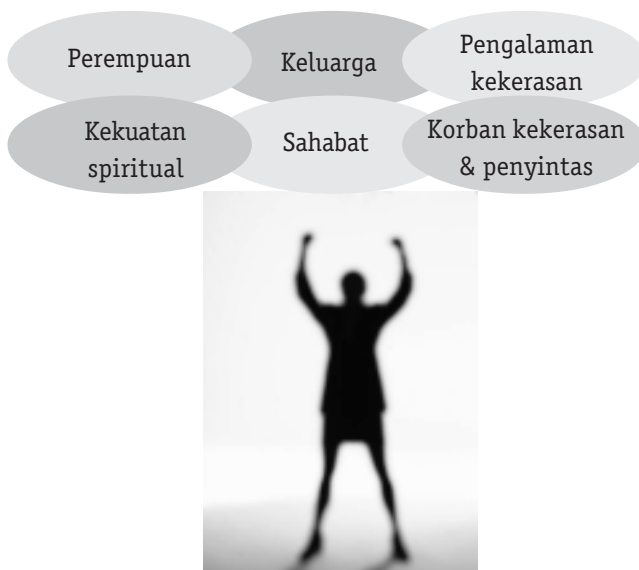 Perempuan
Keluarga
Pengalaman
kekerasan
Kekuatan
spiritual
Sahabat
Korban kekerasan
& penyintas